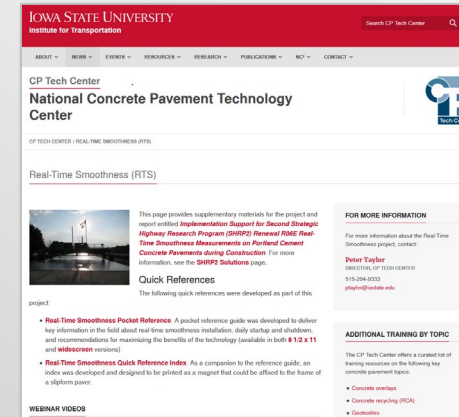 IOWA STATE UNIVERSITY
Institute for Transportation
Search CP Tech Center
ABOUT NEWS EVENTS RESOURCES RESEARCH PUBLICATIONS NC² CONTACT
CP Tech Center
National Concrete Pavement Technology
Center
Tech Center
CP TECH CENTER | REAL-TIME SMOOTHNESS (RTS)
Real-Time Smoothness (RTS)
This page provides supplementary materials for the project and
report entitled Implementation Support for Second Strategic
Highway Research Program (SHRP2) Renewal R06E Real-
Time Smoothness Measurements on Portland Cement
Concrete Pavements during Construction. For more
information, see the SHRP2 Solutions page.
Quick References
The following quick references were developed as part of this
project:
• Real-Time Smoothness Pocket Reference. A pocket reference guide was developed to deliver
key information in the field about real-time smoothness installation, daily startup and shutdown,
and recommendations for maximizing the benefits of the technology (available in both 8 1/2 x 11
and widescreen versions)
• Real-Time Smoothness Quick Reference Index. As a companion to the reference guide, an
index was developed and designed to be printed as a magnet that could be affixed to the frame of
a slipform paver.
WEBINAR VIDEOS
FOR MORE INFORMATION
For more information about the Real-Time
Smoothness project, contact:
Peter Taylor
DIRECTOR, CP TECH CENTER
515-294-9333
ptaylor@iastate.edu
ADDITIONAL TRAINING BY TOPIC
The CP Tech Center offers a curated list of
training resources on the following key
concrete pavement topics:
• Concrete overlays
• Concrete recycling (RCA)
• Geotextiles